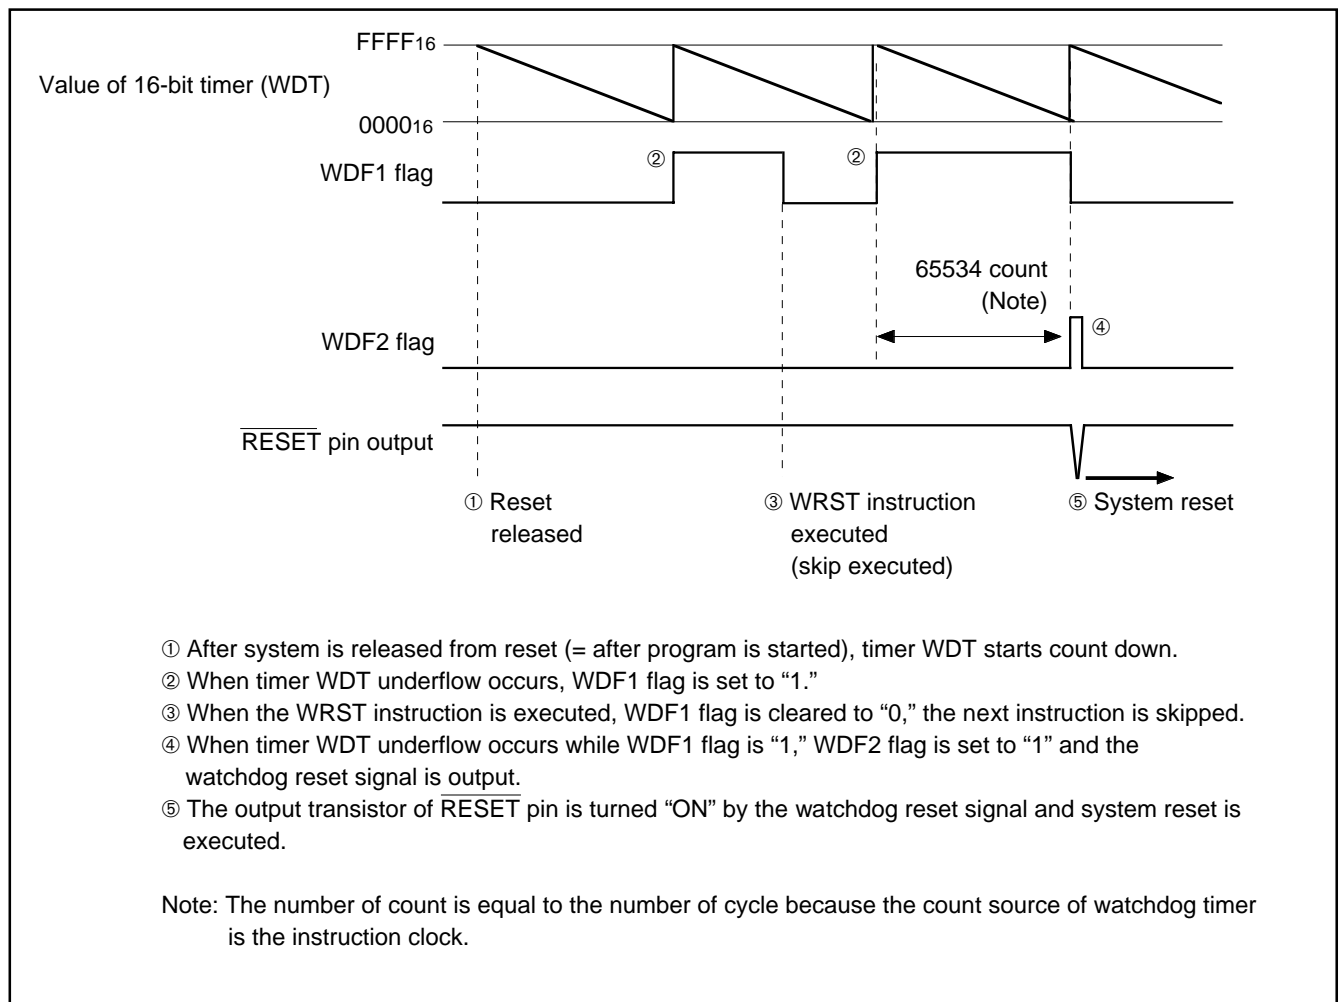 FFFF16
Value of 16-bit timer (WDT)
000016
②
②
WDF1 flag
65534 count
(Note)
④
WDF2 flag
RESET pin output
① Reset
released
③ WRST instruction
executed
(skip executed)
⑤ System reset
① After system is released from reset (= after program is started), timer WDT starts count down.
② When timer WDT underflow occurs, WDF1 flag is set to “1.”
③ When the WRST instruction is executed, WDF1 flag is cleared to “0,” the next instruction is skipped.
④ When timer WDT underflow occurs while WDF1 flag is “1,” WDF2 flag is set to “1” and the
watchdog reset signal is output.
⑤ The output transistor of RESET pin is turned “ON” by the watchdog reset signal and system reset is
executed.
Note: The number of count is equal to the number of cycle because the count source of watchdog timer
is the instruction clock.